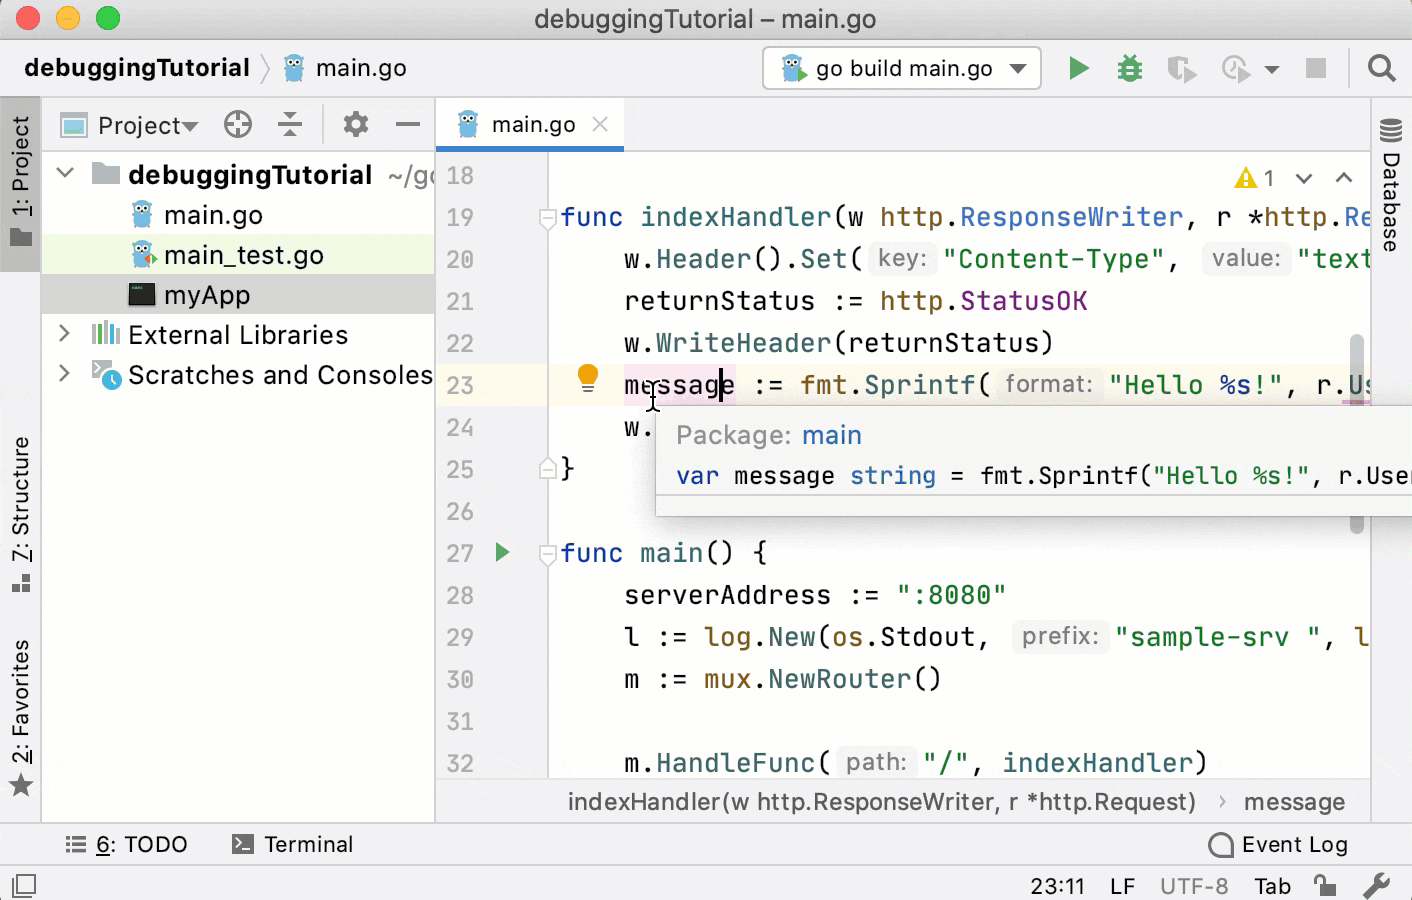 debuggingTutorial – main.go
debuggingTutorial main.go
go build main.go
1: Project
7: Structure
2: Favorites
Project
debuggingTutorial ~/go
main.go
main_test.go
myApp
External Libraries
Scratches and Consoles
main.go
1
18
19 func indexHandler(w http.ResponseWriter, r *http.Re
20 w.Header().Set( key: "Content-Type", value: "text
21 returnStatus := http.StatusOK
22 w.WriteHeader(returnStatus)
23 message := fmt.Sprintf( format: "Hello %s!", r.Us
24 w.
Package: main
var message string = fmt.Sprintf("Hello %s!", r.User
25 }
26
27 func main() {
28 serverAddress := ":8080"
29 l := log.New(os.Stdout, prefix: "sample-srv ", l
30 m := mux.NewRouter()
31
32 m.HandleFunc( path: "/", indexHandler)
indexHandler(w http.ResponseWriter, r *http.Request) › message
Database
6: TODO Terminal Event Log
23:11 LF UTF-8 Tab